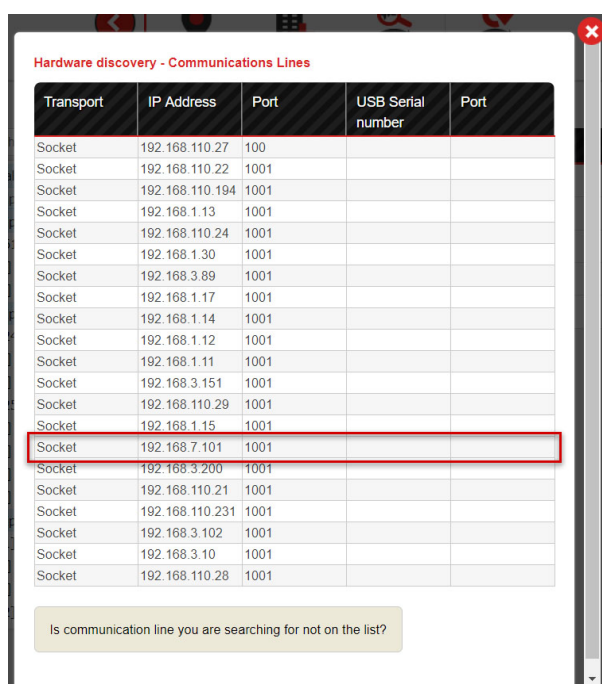 Hardware discovery - Communications Lines
Transport IP Address Port USB Serial number Port
Socket 192.168.110.27 100
Socket 192.168.110.22 1001
Socket 192.168.110.194 1001
Socket 192.168.1.13 1001
Socket 192.168.110.24 1001
Socket 192.168.1.30 1001
Socket 192.168.3.89 1001
Socket 192.168.1.17 1001
Socket 192.168.1.14 1001
Socket 192.168.1.12 1001
Socket 192.168.1.11 1001
Socket 192.168.3.151 1001
Socket 192.168.110.29 1001
Socket 192.168.1.15 1001
Socket 192.168.7.101 1001
Socket 192.168.3.200 1001
Socket 192.168.110.21 1001
Socket 192.168.110.231 1001
Socket 192.168.3.102 1001
Socket 192.168.3.10 1001
Socket 192.168.110.28 1001
Is communication line you are searching for not on the list?